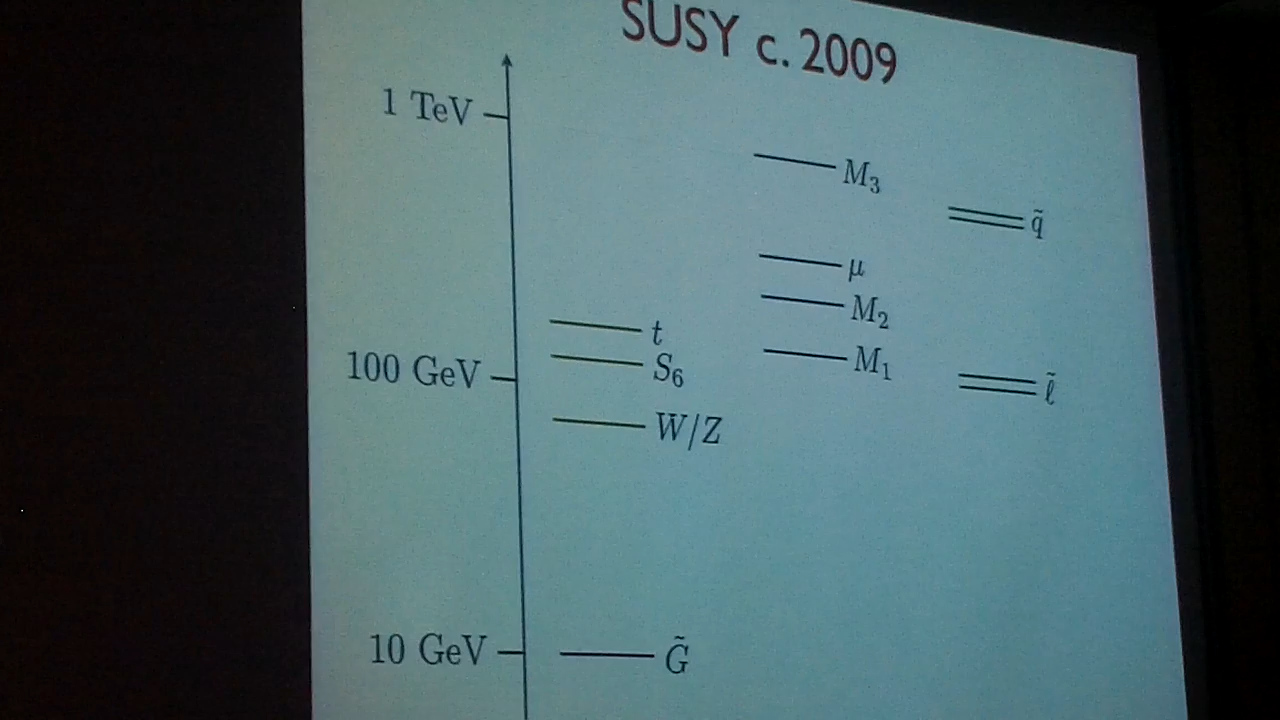 SUSY c. 2009
1 TeV
M₃
q̃
μ
M₂
t
M₁
S₆
100 GeV
ℓ̃
W/Z
10 GeV
G̃